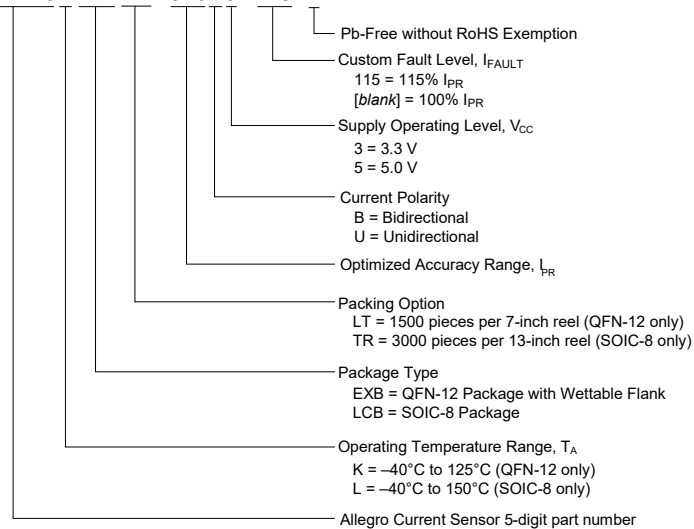 Pb-Free without RoHS Exemption
Custom Fault Level, IFAULT
115 = 115% IPR
[blank] = 100% IPR
Supply Operating Level, VCC
3 = 3.3 V
5 = 5.0 V
Current Polarity
B = Bidirectional
U = Unidirectional
Optimized Accuracy Range, IPR
Packing Option
LT = 1500 pieces per 7-inch reel (QFN-12 only)
TR = 3000 pieces per 13-inch reel (SOIC-8 only)
Package Type
EXB = QFN-12 Package with Wettable Flank
LCB = SOIC-8 Package
Operating Temperature Range, TA
K = –40°C to 125°C (QFN-12 only)
L = –40°C to 150°C (SOIC-8 only)
Allegro Current Sensor 5-digit part number